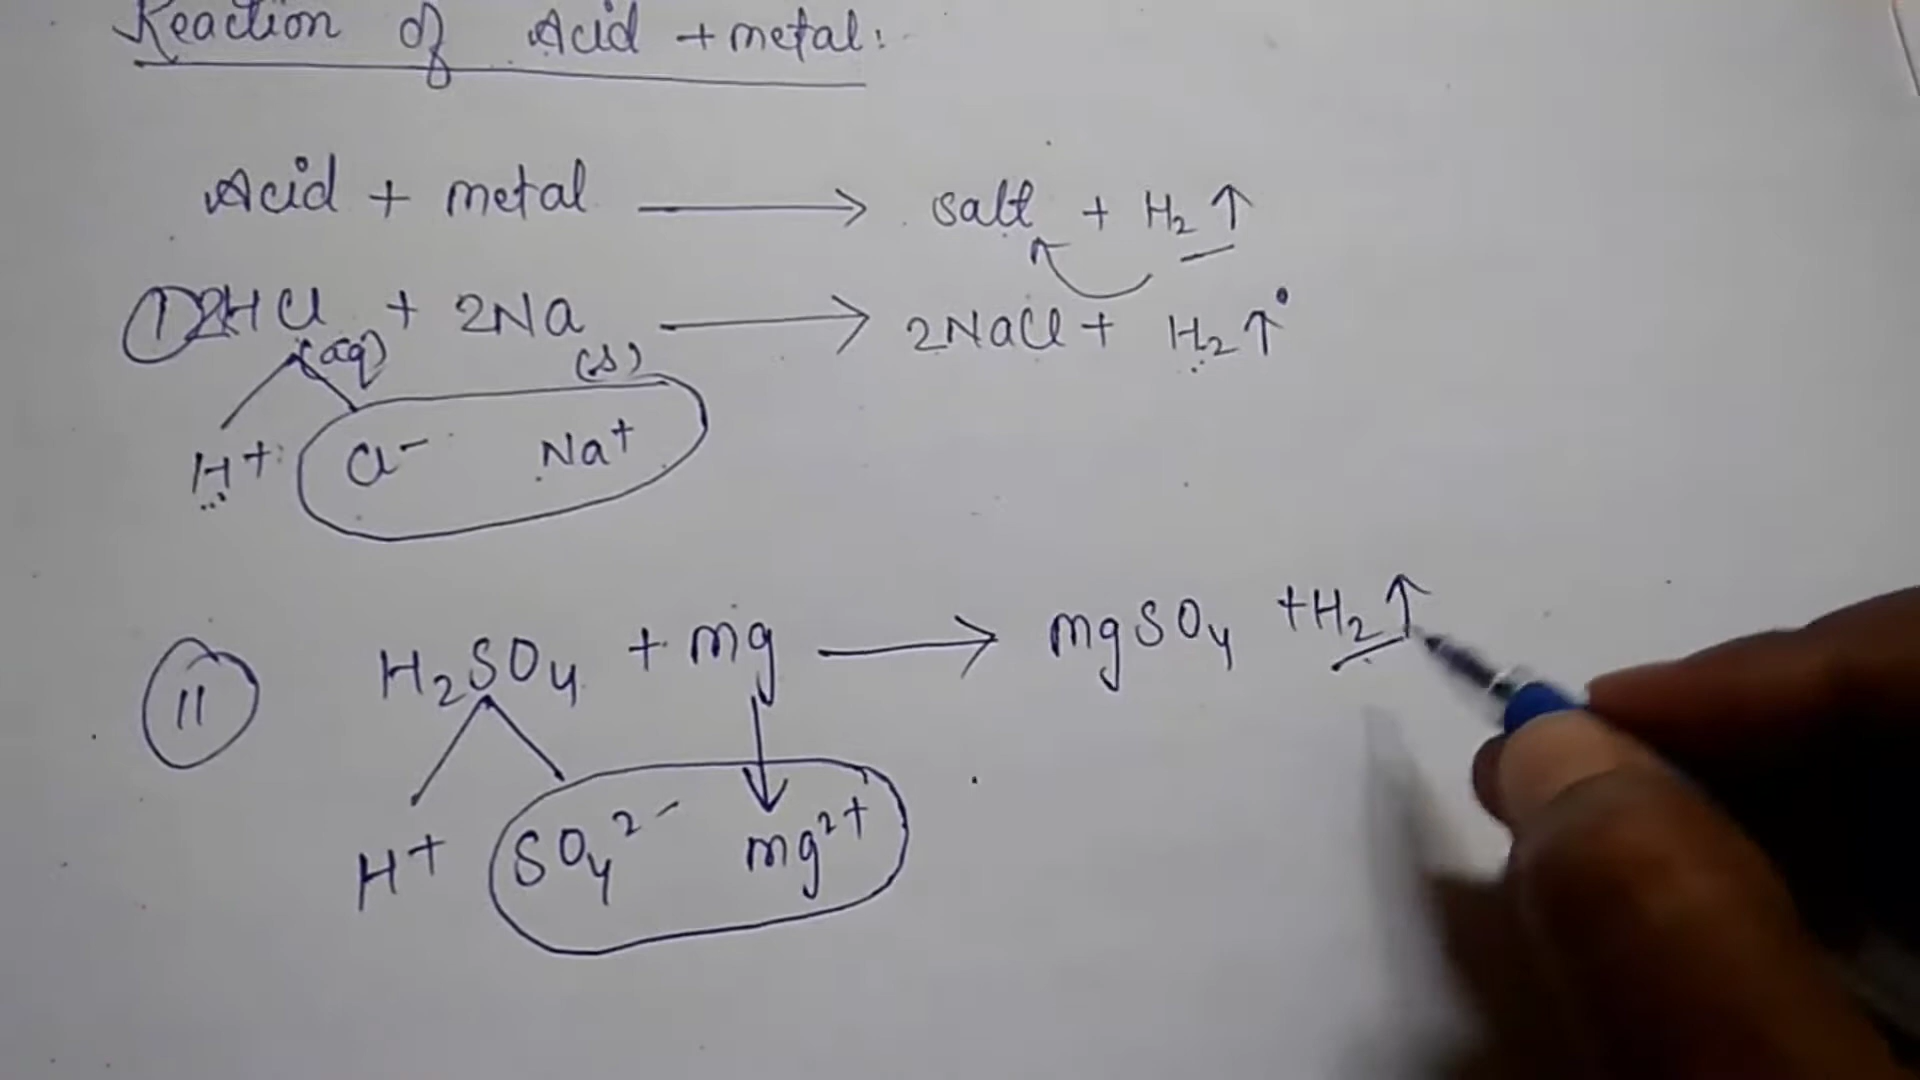 Reaction of Acid + metal:
Acid + metal → salt + H₂ ↑
① 2HCl (aq) + 2Na (s) → 2NaCl + H₂ ↑
H⁺ Cl⁻ Na⁺
II H₂SO₄ + mg → mgSO₄ + H₂ ↑
H⁺ SO₄²⁻ mg²⁺